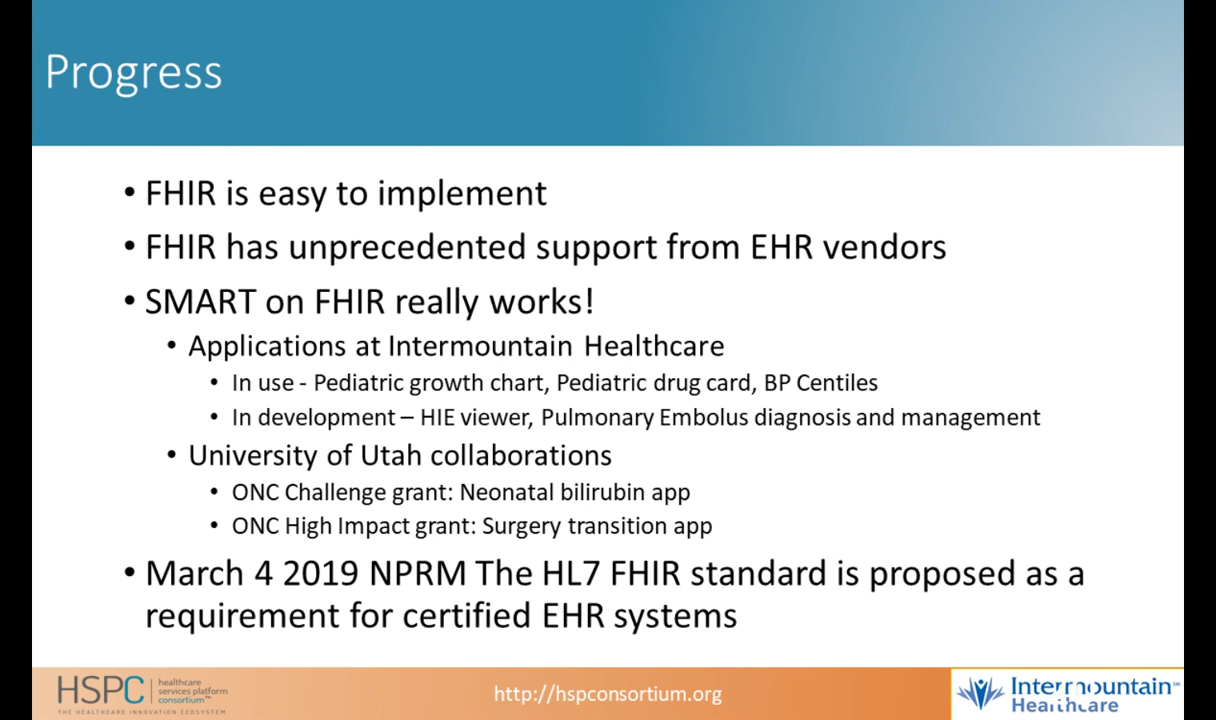 Progress
• FHIR is easy to implement
• FHIR has unprecedented support from EHR vendors
• SMART on FHIR really works!
• Applications at Intermountain Healthcare
• In use - Pediatric growth chart, Pediatric drug card, BP Centiles
• In development – HIE viewer, Pulmonary Embolus diagnosis and management
• University of Utah collaborations
• ONC Challenge grant: Neonatal bilirubin app
• ONC High Impact grant: Surgery transition app
• March 4 2019 NPRM The HL7 FHIR standard is proposed as a
requirement for certified EHR systems
HSPC
healthcare
services platform
consortium™
THE HEALTHCARE INNOVATION ECOSYSTEM
http://hspconsortium.org
Intermountain℠
Healthcare